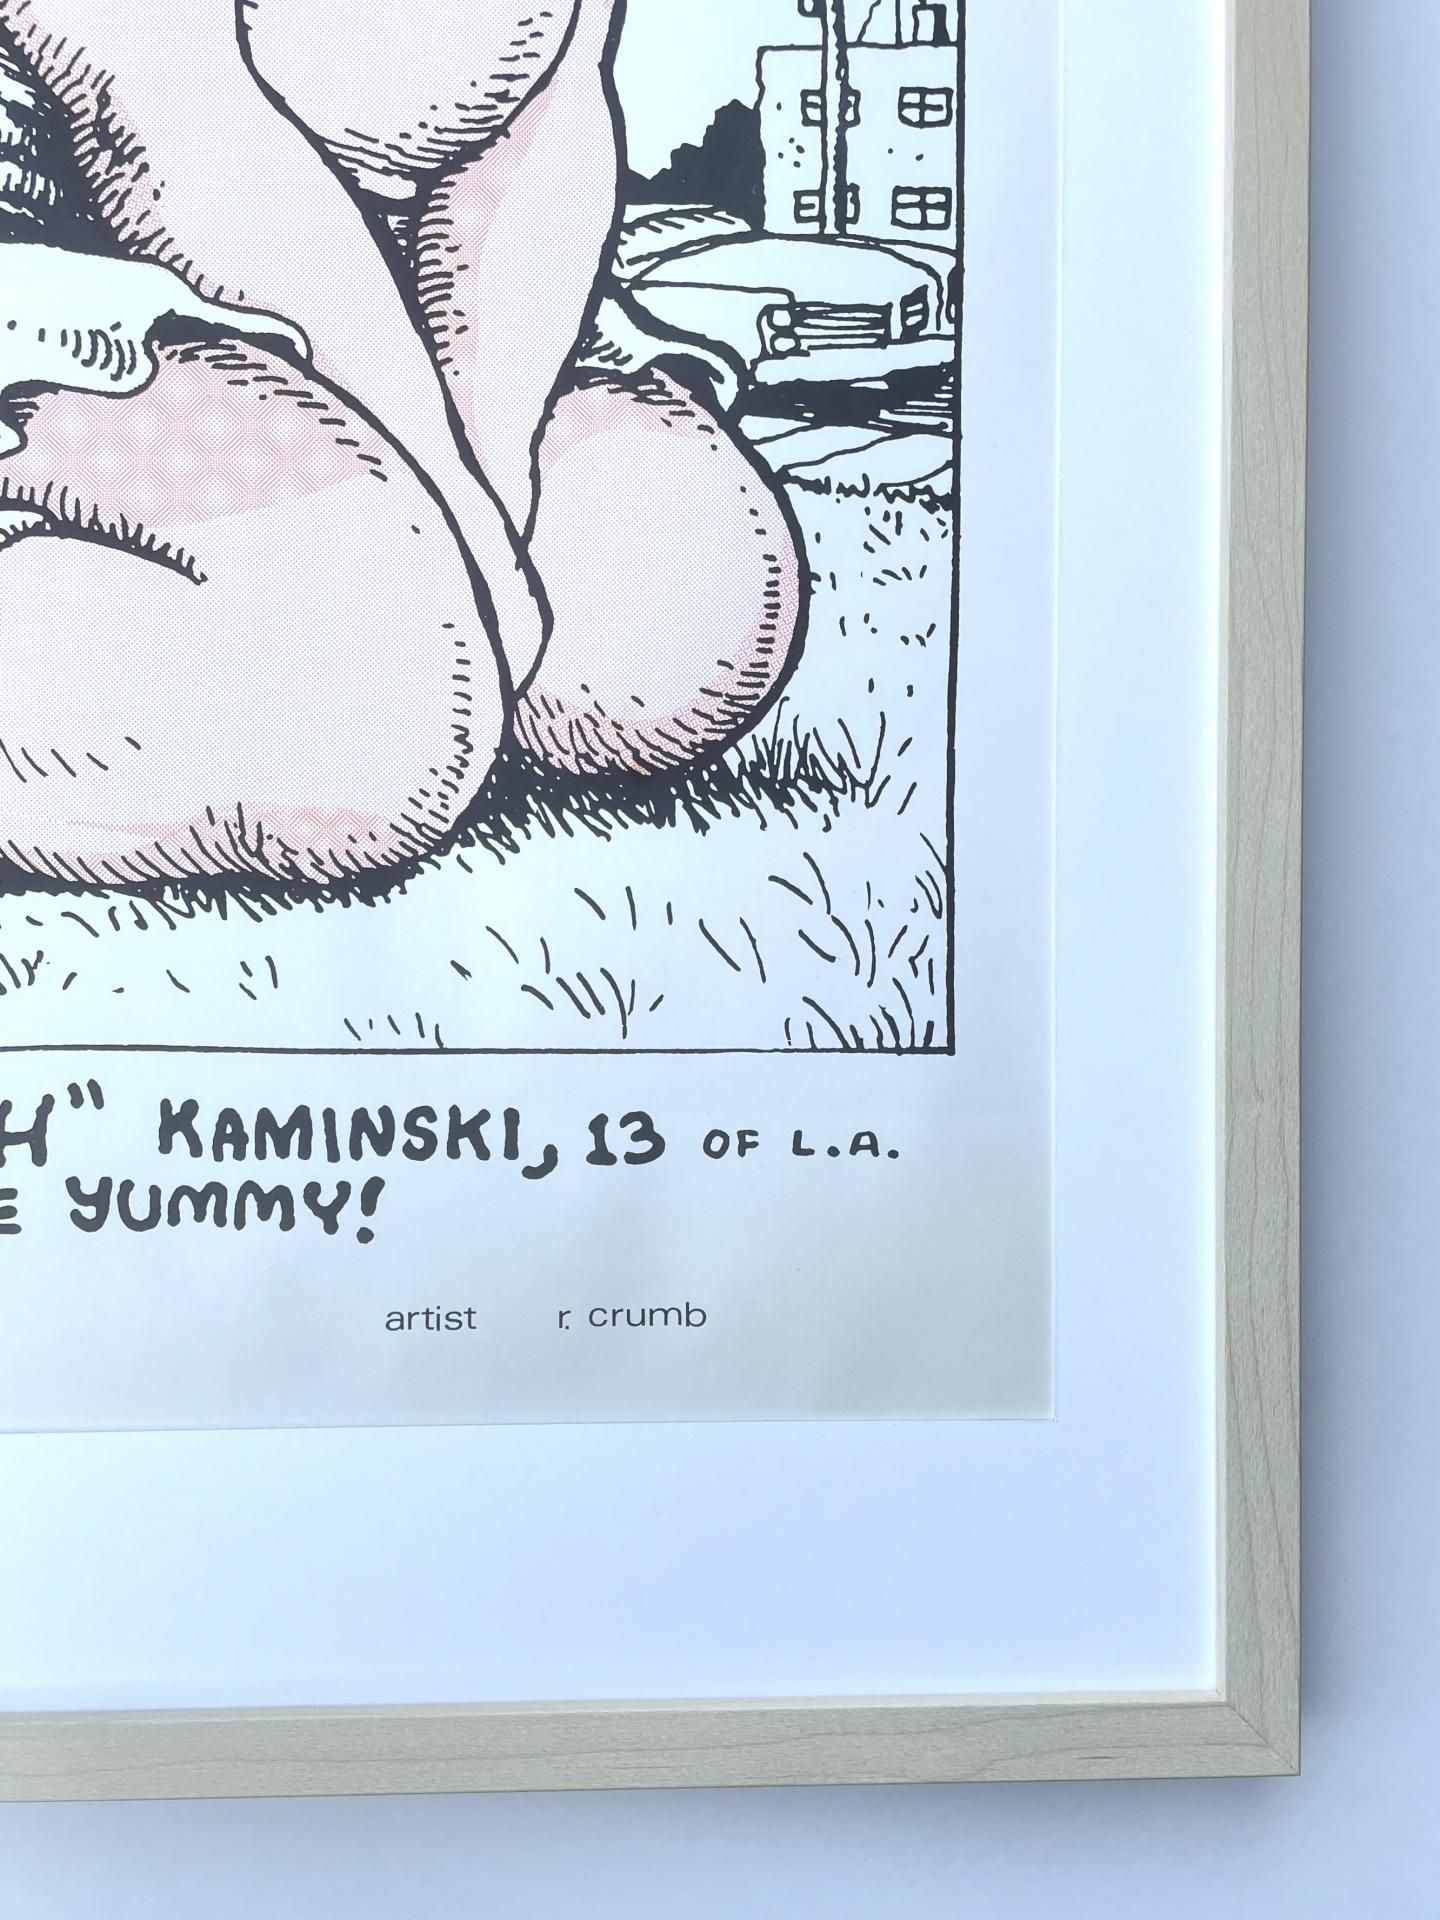 H" KAMINSKI, 13 OF L.A.
E YUMMY!
artist r. crumb